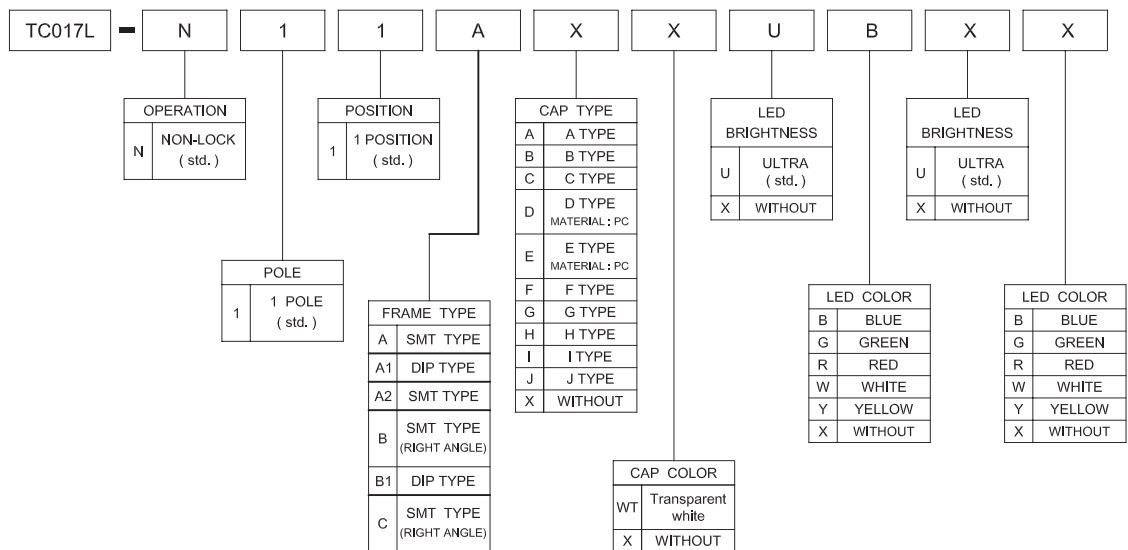 TC017L - N 1 1 A X X U B X X
OPERATION
N NON-LOCK
( std. )
POSITION
1 1 POSITION
( std. )
CAP TYPE
A A TYPE
B B TYPE
C C TYPE
D D TYPE
MATERIAL : PC
E E TYPE
MATERIAL : PC
F F TYPE
G G TYPE
H H TYPE
I I TYPE
J J TYPE
X WITHOUT
LED
BRIGHTNESS
U ULTRA
( std. )
X WITHOUT
LED
BRIGHTNESS
U ULTRA
( std. )
X WITHOUT
POLE
1 1 POLE
( std. )
FRAME TYPE
A SMT TYPE
A1 DIP TYPE
A2 SMT TYPE
B SMT TYPE
(RIGHT ANGLE)
B1 DIP TYPE
C SMT TYPE
(RIGHT ANGLE)
LED COLOR
B BLUE
G GREEN
R RED
W WHITE
Y YELLOW
X WITHOUT
LED COLOR
B BLUE
G GREEN
R RED
W WHITE
Y YELLOW
X WITHOUT
CAP COLOR
WT Transparent
white
X WITHOUT